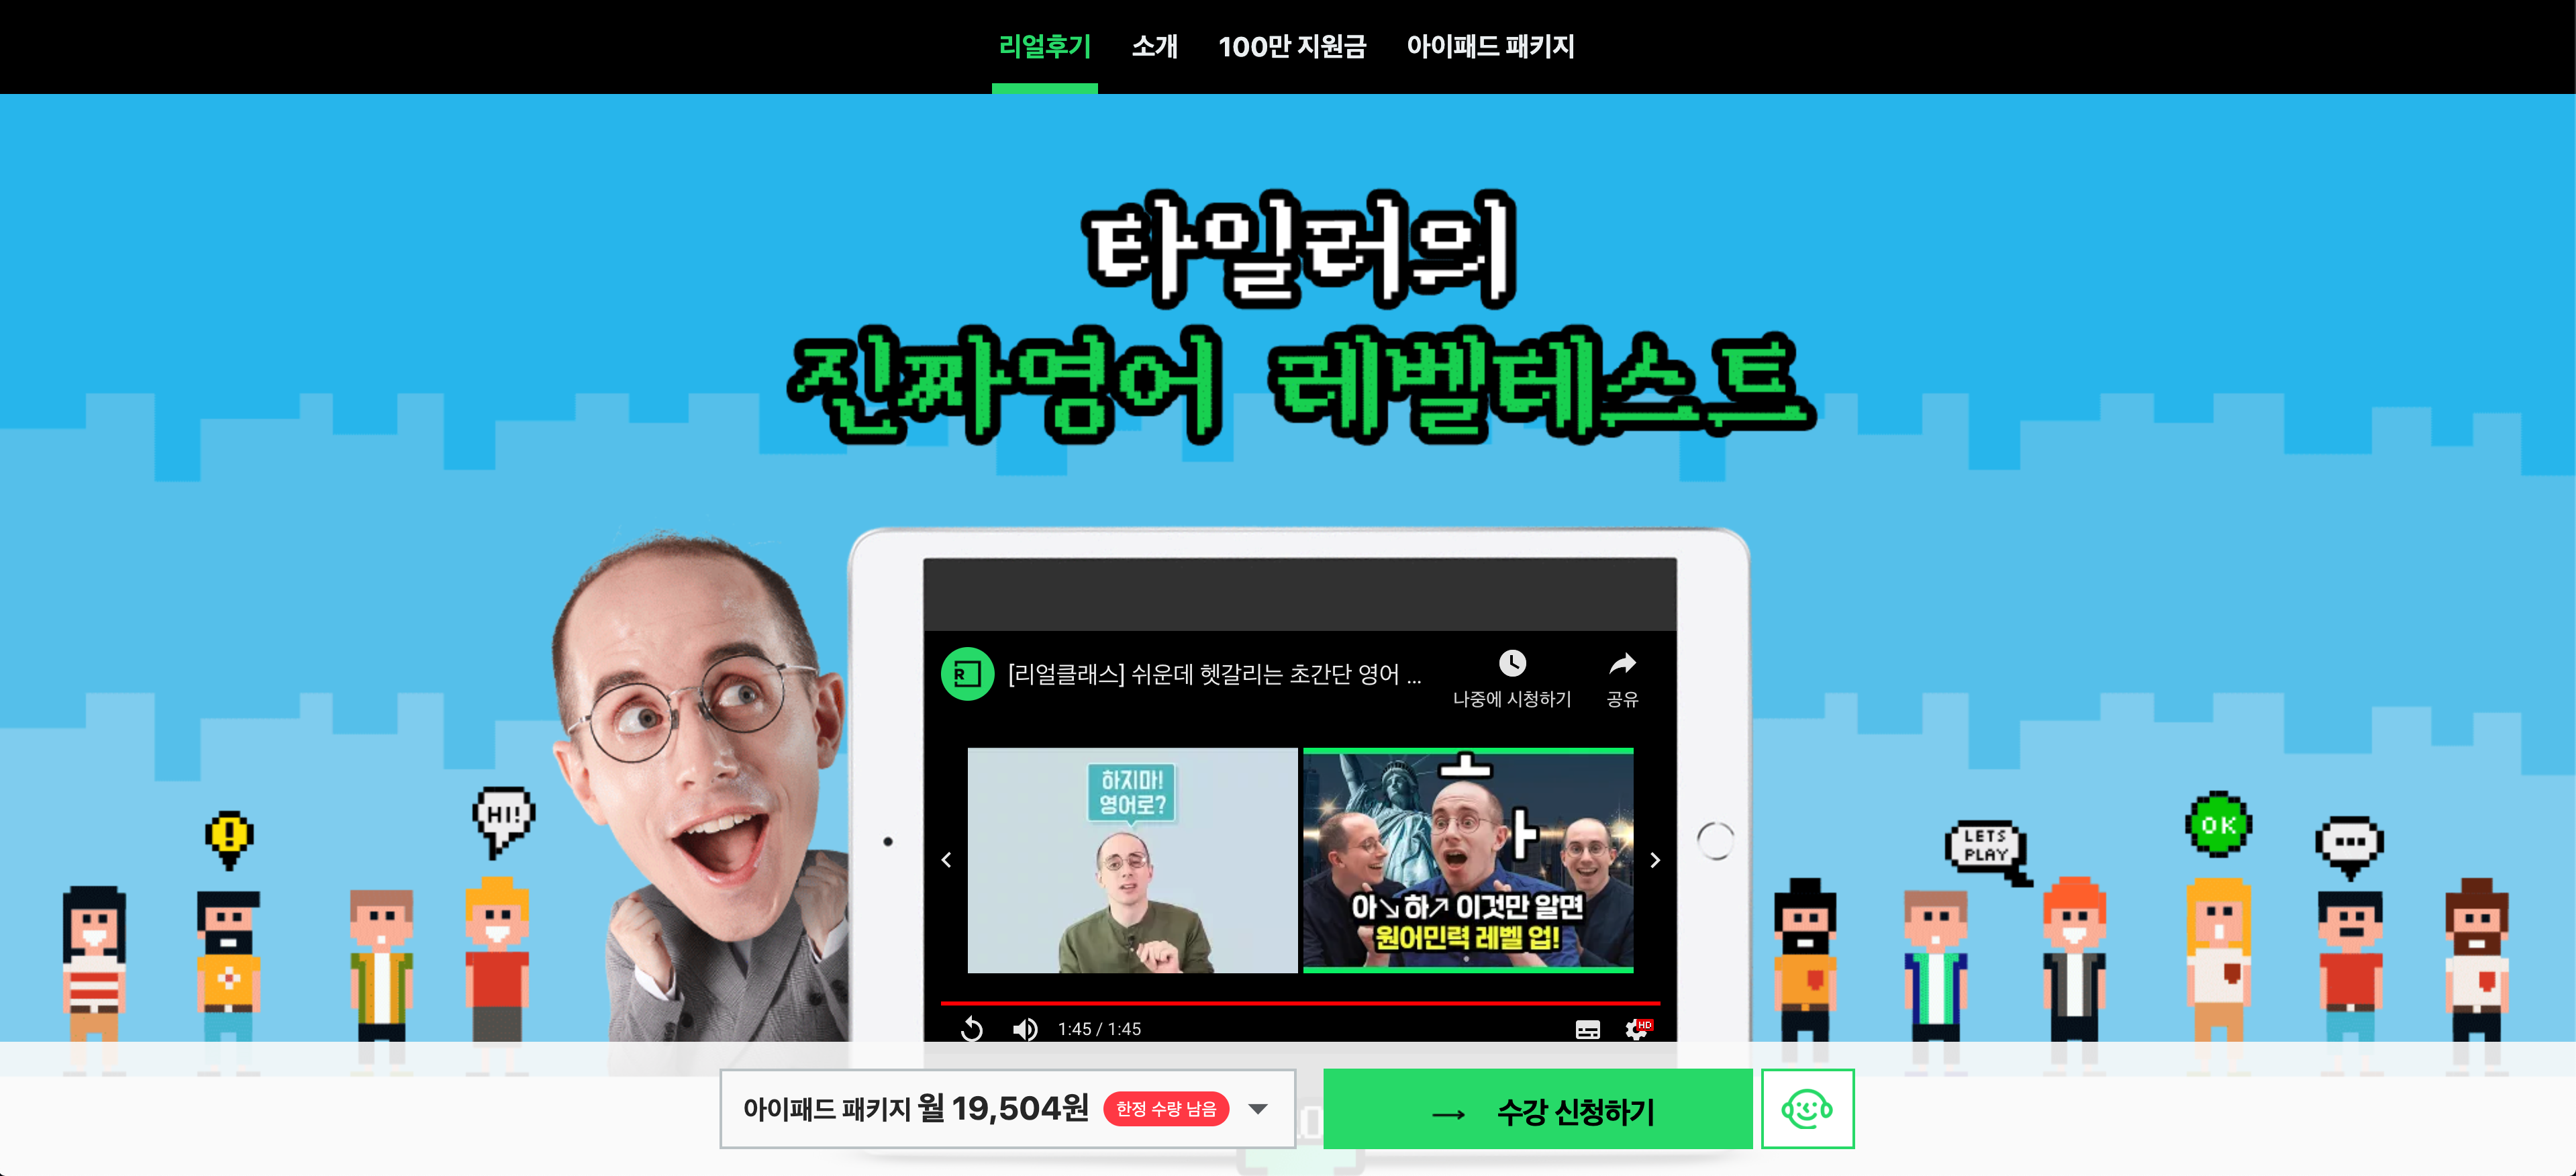 리얼후기 소개 100만 지원금 아이패드 패키지
타일러의
진짜영어 레벨테스트
[리얼클래스] 쉬운데 헷갈리는 초간단 영어 ...
나중에 시청하기 공유
하지마!
영어로?
ㅗ
ㅏ
아↘하↗ 이것만 알면
원어민력 레벨 업!
!
HI!
LETS
PLAY
OK
...
R
1:45 / 1:45
HD
아이패드 패키지 월 19,504원 한정 수량 남음
→ 수강 신청하기